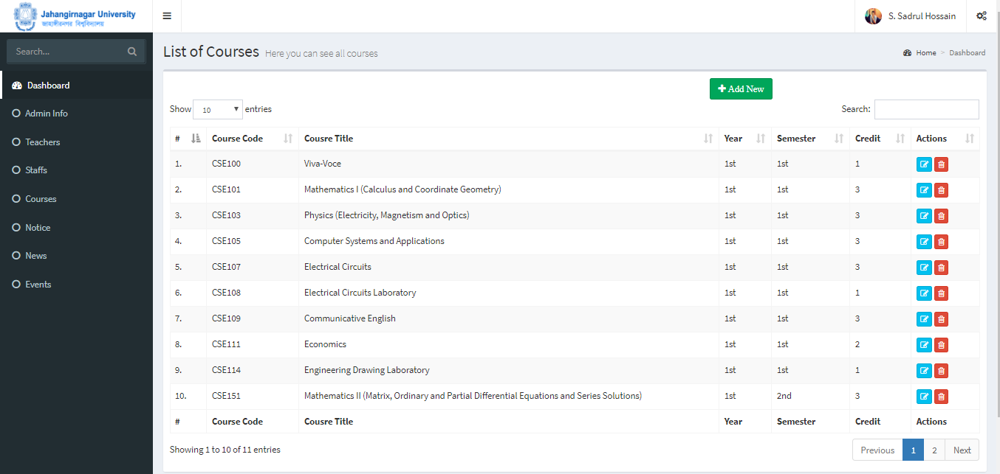 Jahangirnagar University
জাহাঙ্গীরনগর বিশ্ববিদ্যালয়
S. Sadrul Hossain
Search...
List of Courses Here you can see all courses
Home > Dashboard
Dashboard
Admin Info
Teachers
Staffs
Courses
Notice
News
Events
Add New
Show 10 entries
Search:
# Course Code Cousre Title Year Semester Credit Actions
1. CSE100 Viva-Voce 1st 1st 1
2. CSE101 Mathematics I (Calculus and Coordinate Geometry) 1st 1st 3
3. CSE103 Physics (Electricity, Magnetism and Optics) 1st 1st 3
4. CSE105 Computer Systems and Applications 1st 1st 3
5. CSE107 Electrical Circuits 1st 1st 3
6. CSE108 Electrical Circuits Laboratory 1st 1st 1
7. CSE109 Communicative English 1st 1st 3
8. CSE111 Economics 1st 1st 2
9. CSE114 Engineering Drawing Laboratory 1st 1st 1
10. CSE151 Mathematics II (Matrix, Ordinary and Partial Differential Equations and Series Solutions) 1st 2nd 3
# Course Code Cousre Title Year Semester Credit Actions
Showing 1 to 10 of 11 entries
Previous 1 2 Next